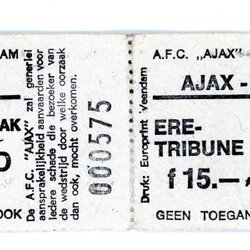 AM
AK
OOK
De A.F.C. "AJAX" zal generlei
aansprakelijkheid aanvaarden voor
iedere schade die bezoeker van
de wedstrijd door welke oorzaak
dan ook, mocht overkomen.
000575
Druk: Europrint Veendam
A.F.C. „AJAX"
AJAX -
ERE-
TRIBUNE
f 15.—
GEEN TOEGAN